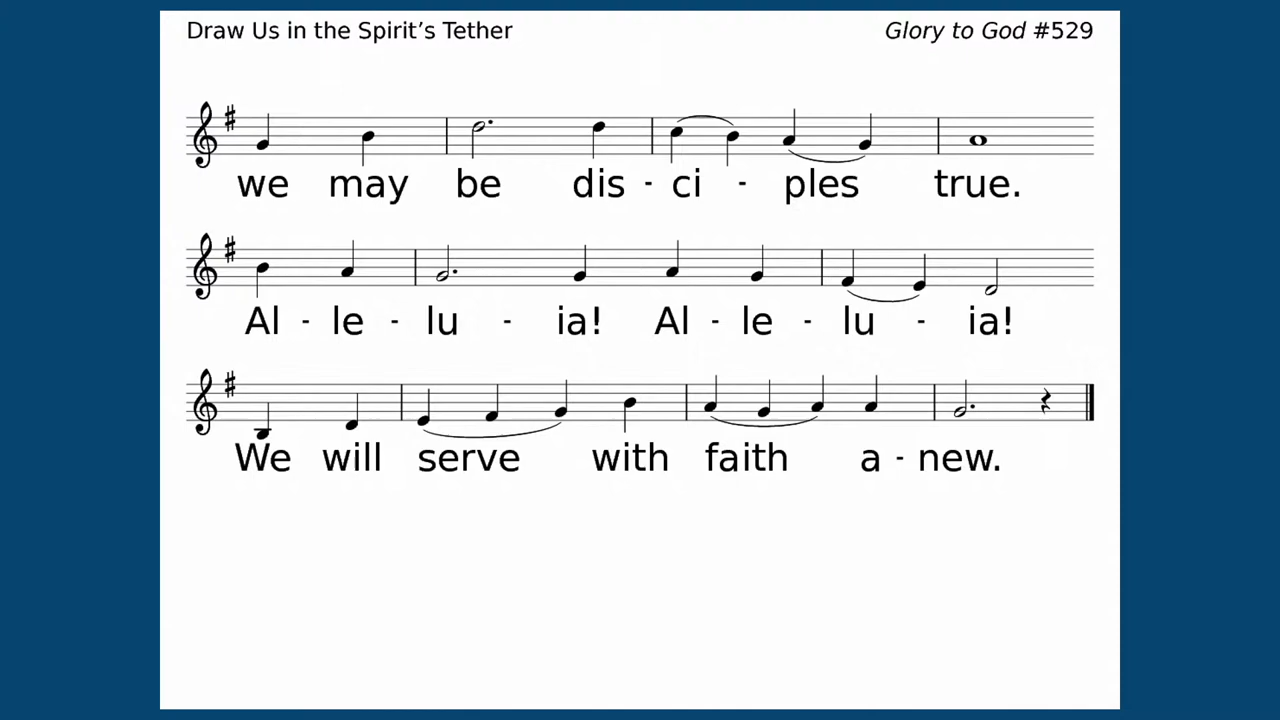 Draw Us in the Spirit’s Tether
Glory to God #529
we may be dis - ci - ples true.
Al - le - lu - ia! Al - le - lu - ia!
We will serve with faith a - new.